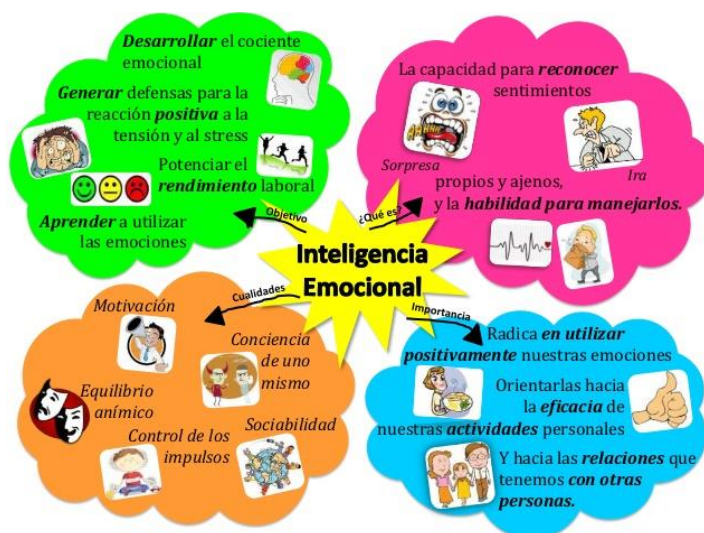 Desarrollar el cociente
emocional
Generar defensas para la
reacción positiva a la
tensión y al stress
Potenciar el
rendimiento laboral
Aprender a utilizar
las emociones
Objetivo
La capacidad para reconocer
sentimientos
AHHHH
Sorpresa
Ira
propios y ajenos,
y la habilidad para manejarlos.
¿Qué es?
Inteligencia
Emocional
Cualidades
Motivación
Conciencia
de uno
mismo
Equilibrio
anímico
Sociabilidad
Control de los
impulsos
Importancia
Radica en utilizar
positivamente nuestras emociones
Orientarlas hacia
la eficacia de
nuestras actividades personales
Y hacia las relaciones que
tenemos con otras
personas.